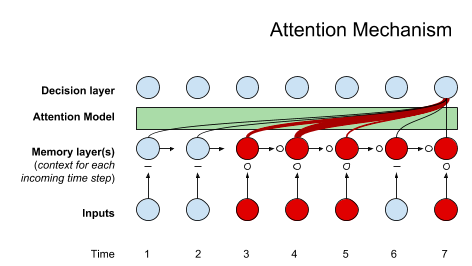 Attention Mechanism
Decision layer
Attention Model
Memory layer(s)
(context for each
incoming time step)
Inputs
Time 1 2 3 4 5 6 7